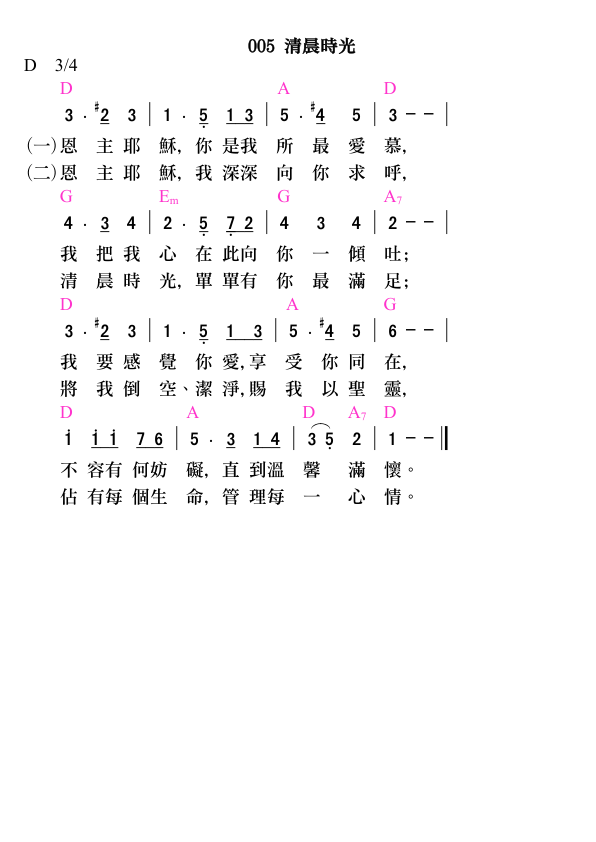 005 清晨時光
D 3/4
D A D
3 . #2 3 | 1 . 5 1 3 | 5 . #4 5 | 3 - - |
(一)恩 主 耶 穌, 你 是我 所 最 愛 慕,
(二)恩 主 耶 穌, 我 深深 向 你 求 呼,
G Em G A7
4 . 3 4 | 2 . 5 7 2 | 4 3 4 | 2 - - |
我 把 我 心 在 此向 你 一 傾 吐;
清 晨 時 光, 單 單有 你 最 滿 足;
D A G
3 . #2 3 | 1 . 5 1 3 | 5 . #4 5 | 6 - - |
我 要 感 覺 你 愛, 享 受 你 同 在,
將 我 倒 空、潔 淨, 賜 我 以 聖 靈,
D A D A7 D
1 1 1 7 6 | 5 . 3 1 4 | 3 5 2 | 1 - - ‖
不 容有 何妨 礙, 直 到溫 馨 滿 懷。
佔 有每 個生 命, 管 理每 一 心 情。